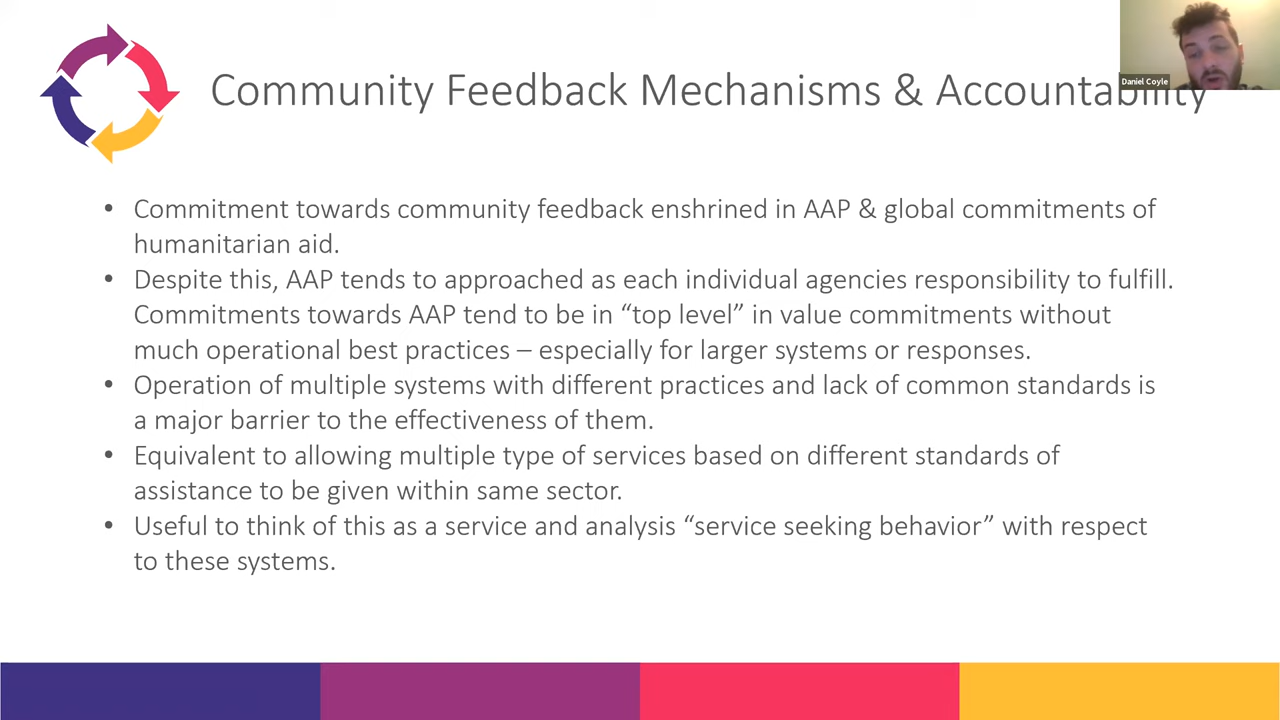 Community Feedback Mechanisms & Accountability
Daniel Coyle
• Commitment towards community feedback enshrined in AAP & global commitments of
humanitarian aid.
• Despite this, AAP tends to approached as each individual agencies responsibility to fulfill.
Commitments towards AAP tend to be in “top level” in value commitments without
much operational best practices – especially for larger systems or responses.
• Operation of multiple systems with different practices and lack of common standards is
a major barrier to the effectiveness of them.
• Equivalent to allowing multiple type of services based on different standards of
assistance to be given within same sector.
• Useful to think of this as a service and analysis “service seeking behavior” with respect
to these systems.